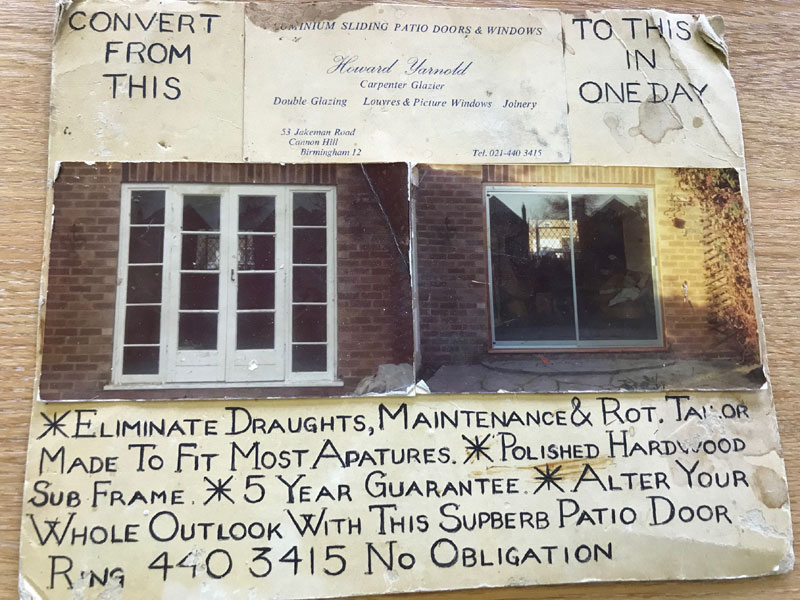 CONVERT
FROM
THIS
MINIUM SLIDING PATIO DOORS & WINDOWS
Howard Yarnold
Carpenter Glazier
Double Glazing Louvres & Picture Windows Joinery
53 Jakeman Road
Cannon Hill
Birmingham 12
Tel. 021-440 3415
TO THIS
IN
ONE DAY
*ELIMINATE DRAUGHTS, MAINTENANCE & ROT. TAILOR
MADE TO FIT MOST APATURES. * POLISHED HARDWOOD
SUB FRAME. * 5 YEAR GUARANTEE. * ALTER YOUR
WHOLE OUTLOOK WITH THIS SUPBERB PATIO DOOR
RING 440 3415 NO OBLIGATION